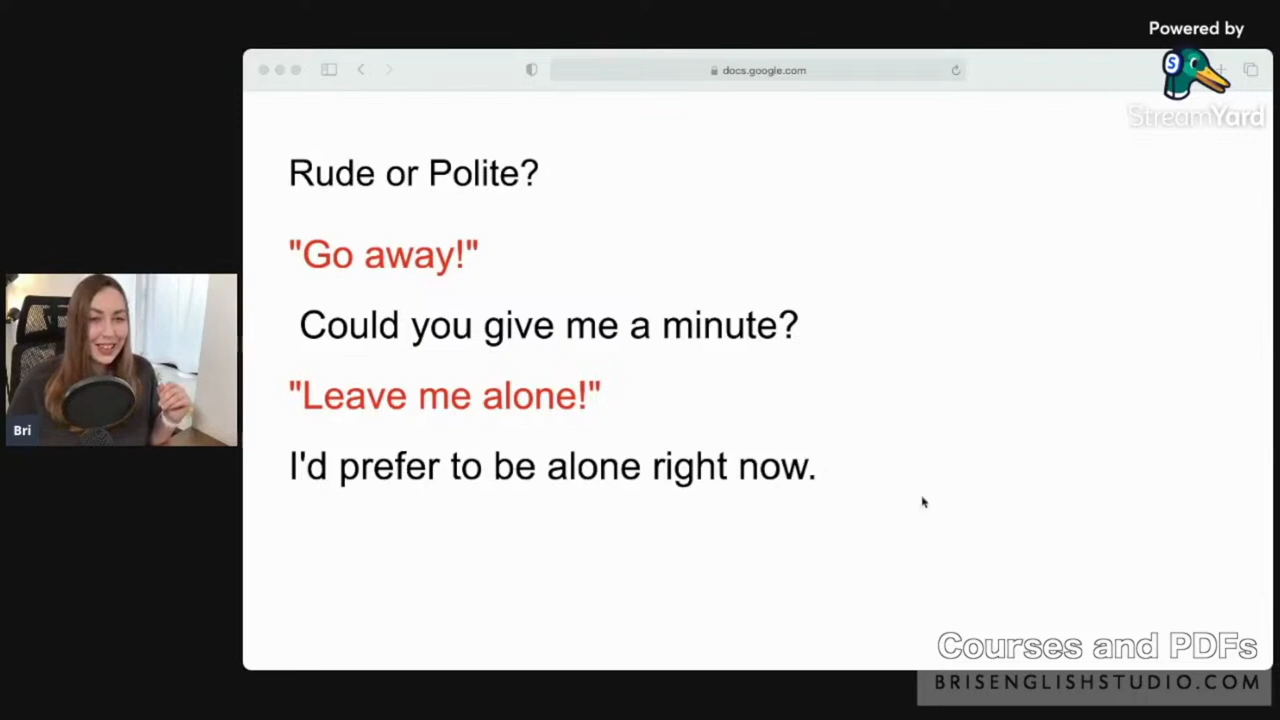 Powered by
docs.google.com
StreamYard
Rude or Polite?
"Go away!"
Could you give me a minute?
"Leave me alone!"
Bri
I'd prefer to be alone right now.
Courses and PDFs
BRISENGLISHSTUDIO.COM